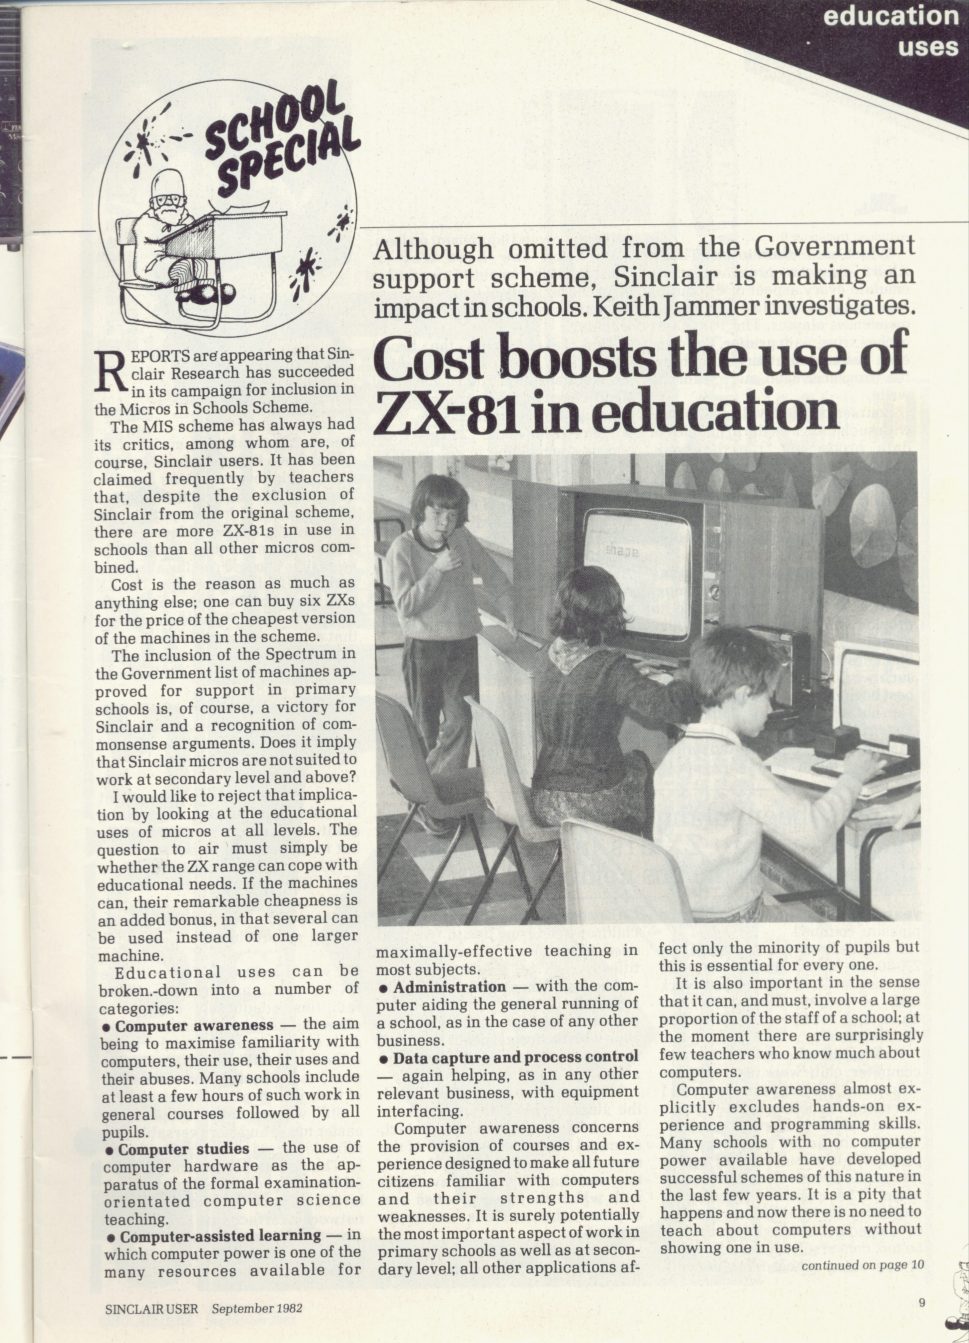 education
uses
SCHOOL
SPECIAL
Although omitted from the Government
support scheme, Sinclair is making an
impact in schools. Keith Jammer investigates.
Cost boosts the use of
ZX-81 in education
REPORTS are appearing that Sin-
clair Research has succeeded
in its campaign for inclusion in
the Micros in Schools Scheme.
The MIS scheme has always had
its critics, among whom are, of
course, Sinclair users. It has been
claimed frequently by teachers
that, despite the exclusion of
Sinclair from the original scheme,
there are more ZX-81s in use in
schools than all other micros com-
bined.
Cost is the reason as much as
anything else; one can buy six ZXs
for the price of the cheapest version
of the machines in the scheme.
The inclusion of the Spectrum in
the Government list of machines ap-
proved for support in primary
schools is, of course, a victory for
Sinclair and a recognition of com-
monsense arguments. Does it imply
that Sinclair micros are not suited to
work at secondary level and above?
I would like to reject that implica-
tion by looking at the educational
uses of micros at all levels. The
question to air must simply be
whether the ZX range can cope with
educational needs. If the machines
can, their remarkable cheapness is
an added bonus, in that several can
be used instead of one larger
machine.
Educational uses can be
broken.-down into a number of
categories:
● Computer awareness — the aim
being to maximise familiarity with
computers, their use, their uses and
their abuses. Many schools include
at least a few hours of such work in
general courses followed by all
pupils.
● Computer studies — the use of
computer hardware as the ap-
paratus of the formal examination-
orientated computer science
teaching.
● Computer-assisted learning — in
which computer power is one of the
many resources available for
maximally-effective teaching in
most subjects.
● Administration — with the com-
puter aiding the general running of
a school, as in the case of any other
business.
● Data capture and process control
— again helping, as in any other
relevant business, with equipment
interfacing.
Computer awareness concerns
the provision of courses and ex-
perience designed to make all future
citizens familiar with computers
and their strengths and
weaknesses. It is surely potentially
the most important aspect of work in
primary schools as well as at secon-
dary level; all other applications af-
fect only the minority of pupils but
this is essential for every one.
It is also important in the sense
that it can, and must, involve a large
proportion of the staff of a school; at
the moment there are surprisingly
few teachers who know much about
computers.
Computer awareness almost ex-
plicitly excludes hands-on ex-
perience and programming skills.
Many schools with no computer
power available have developed
successful schemes of this nature in
the last few years. It is a pity that
happens and now there is no need to
teach about computers without
showing one in use.
continued on page 10
SINCLAIR USER September 1982
9